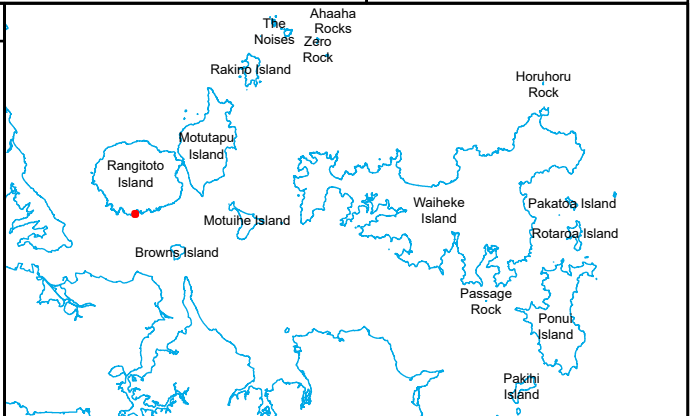 The
Noises
Ahaaha
Rocks
Zero
Rock
Rakino Island
Horuhoru
Rock
Motutapu
Island
Rangitoto
Island
Motuihe Island
Waiheke
Island
Pakatoa Island
Rotaroa Island
Browns Island
Passage
Rock
Ponui
Island
Pakihi
Island